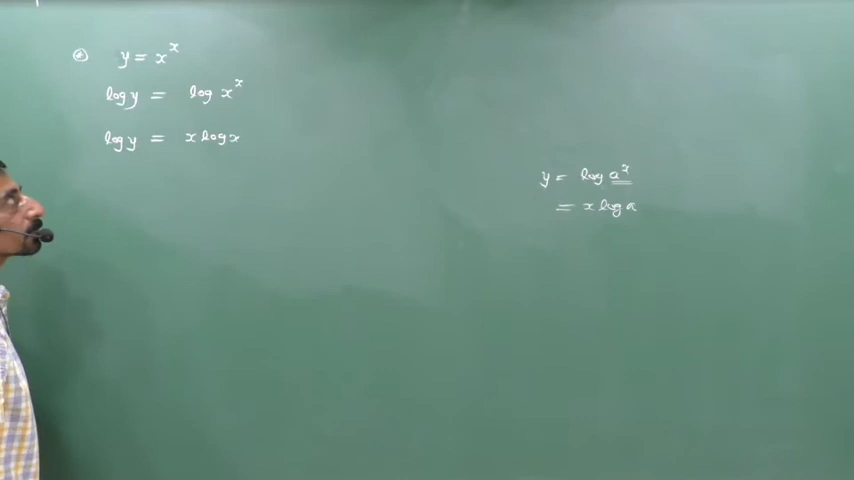 ⊛ y = x^x
log y = log x^x
log y = x log x
y = log a^x
= x log a